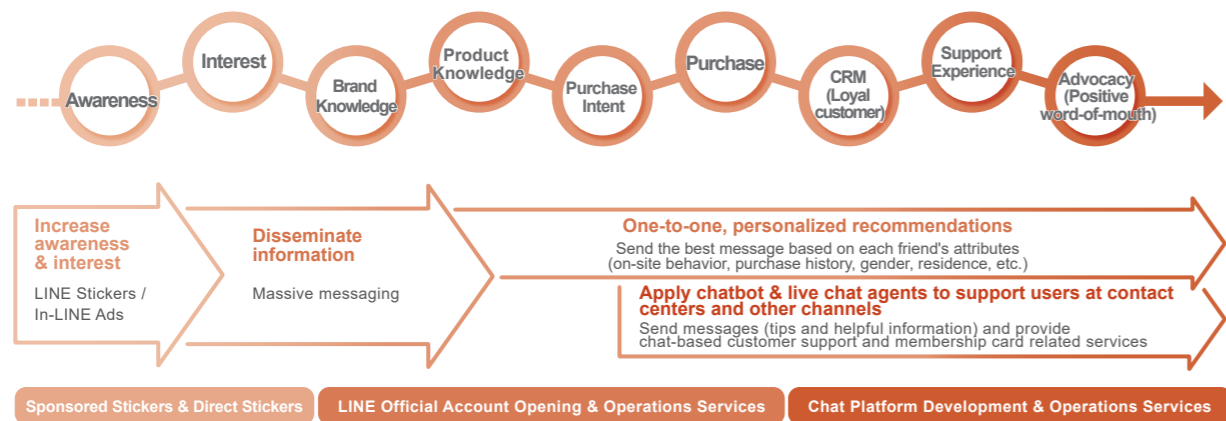 Awareness
Interest
Brand
Knowledge
Product
Knowledge
Purchase
Intent
Purchase
CRM
(Loyal
customer)
Support
Experience
Advocacy
(Positive
word-of-mouth)
Increase
awareness
& interest
LINE Stickers /
In-LINE Ads
Disseminate
information
Massive messaging
One-to-one, personalized recommendations
Send the best message based on each friend's attributes
(on-site behavior, purchase history, gender, residence, etc.)
Apply chatbot & live chat agents to support users at contact
centers and other channels
Send messages (tips and helpful information) and provide
chat-based customer support and membership card related services
Sponsored Stickers & Direct Stickers
LINE Official Account Opening & Operations Services
Chat Platform Development & Operations Services